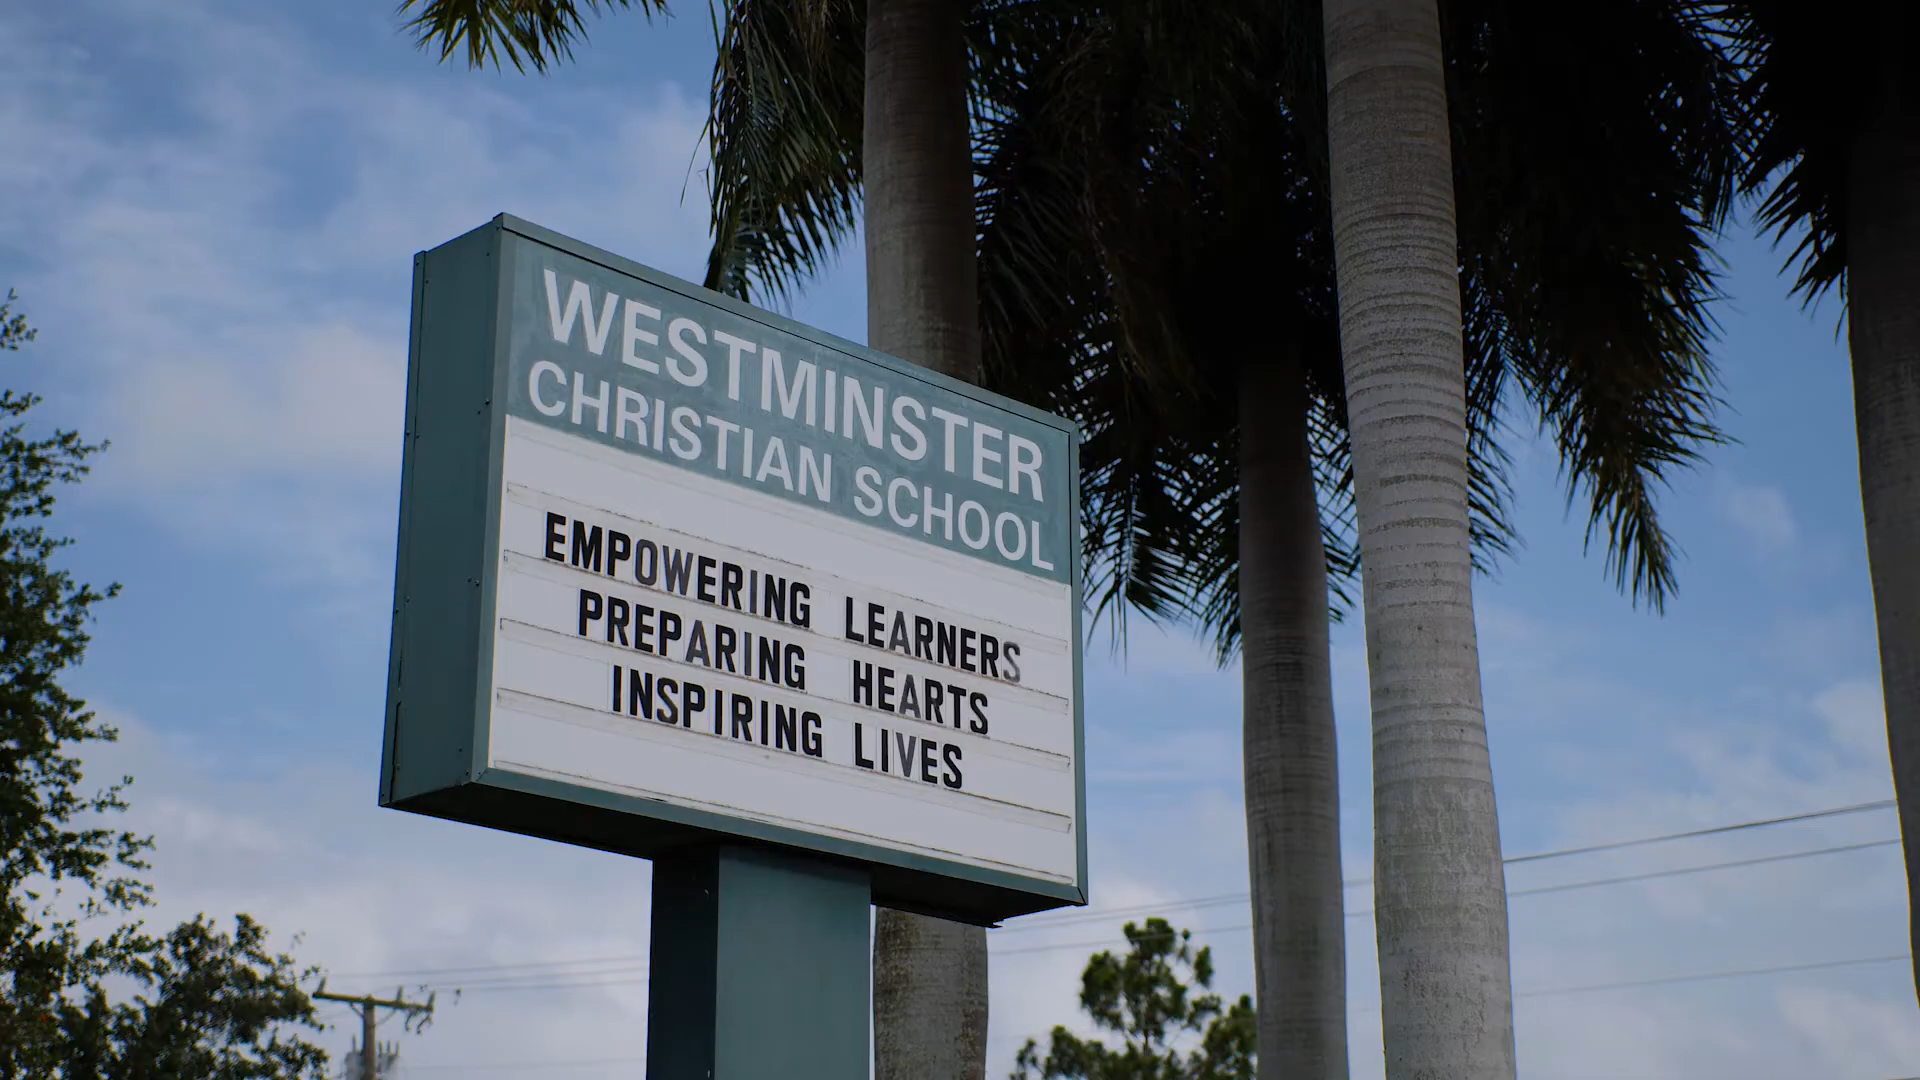 WESTMINSTER
CHRISTIAN SCHOOL
EMPOWERING LEARNERS
PREPARING HEARTS
INSPIRING LIVES